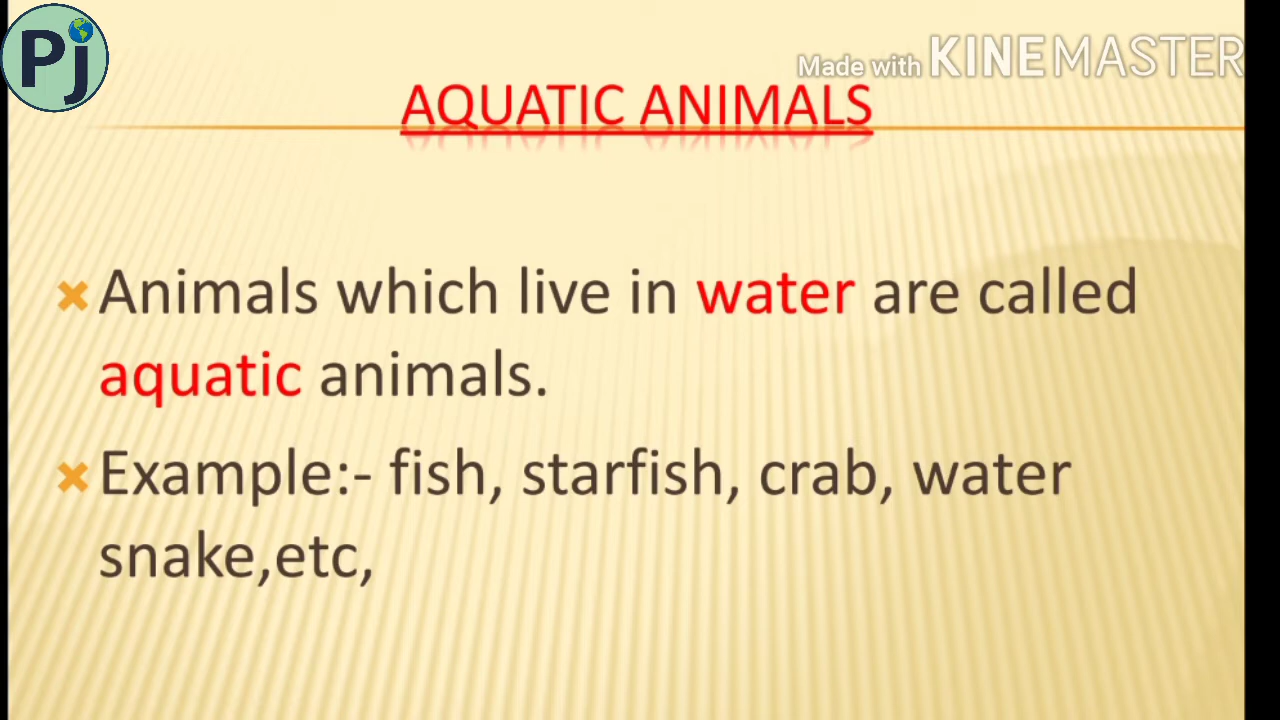 Pj
Made with KINEMASTER
AQUATIC ANIMALS
Animals which live in water are called
aquatic animals.
Example:- fish, starfish, crab, water
snake,etc,